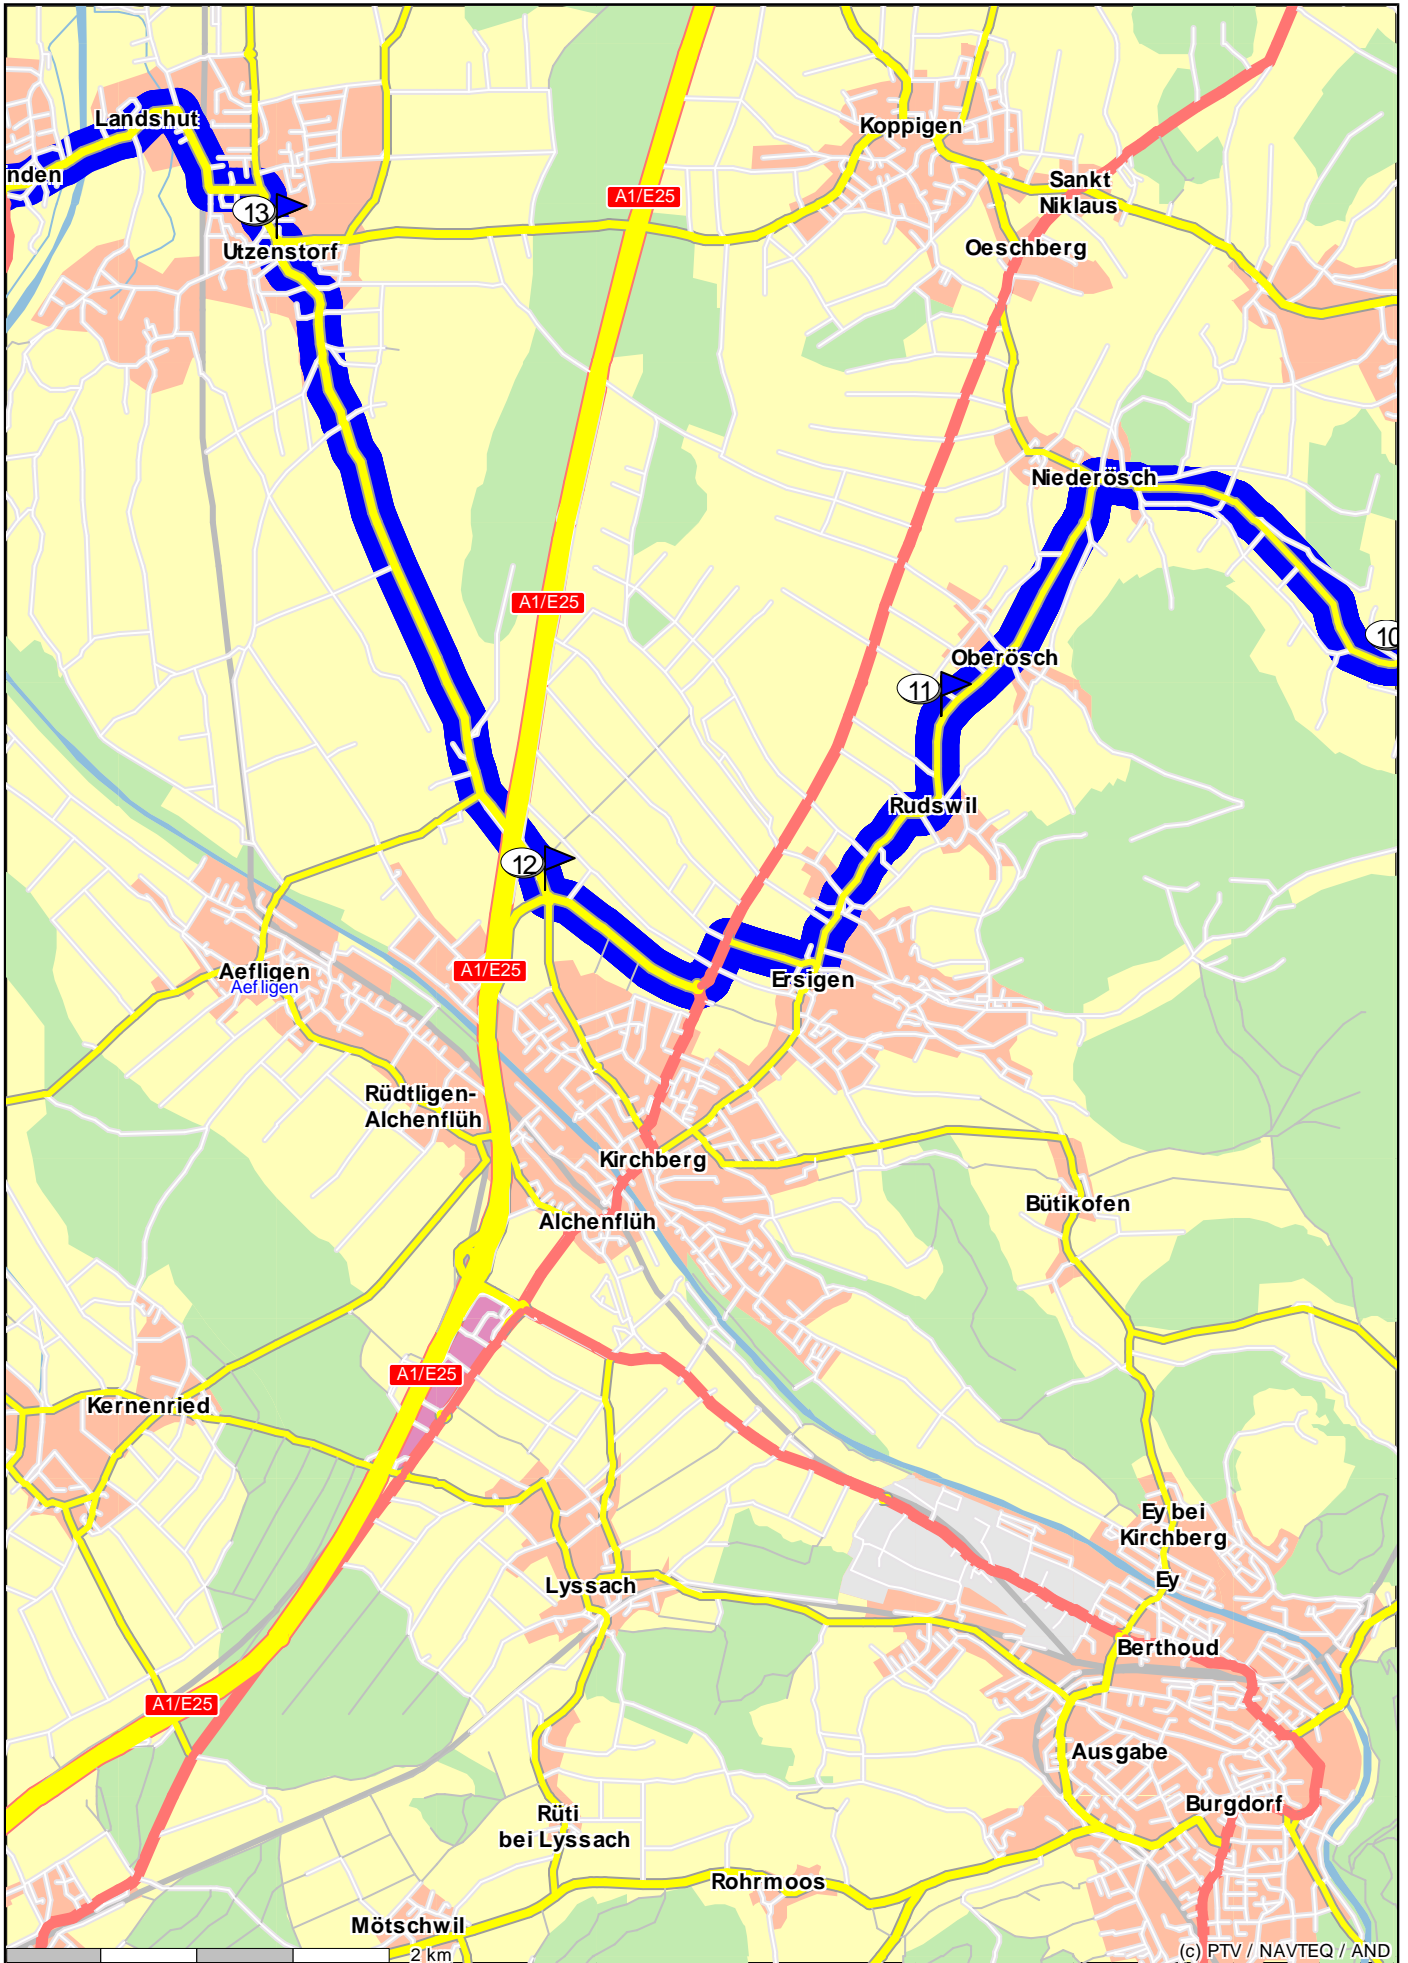 Landshut
Koppigen
nden
Sankt
Niklaus
A1/E25
13
Utzenstorf
Oeschberg
Niederösch
A1/E25
10
Oberösch
11
Rudswil
12
Aefligen
Aefligen
A1/E25
Ersigen
Rüdtligen-
Alchenflüh
Kirchberg
Bütikofen
Alchenflüh
A1/E25
Kernenried
Ey bei
Kirchberg
Ey
Lyssach
Berthoud
A1/E25
Ausgabe
Burgdorf
Rüti
bei Lyssach
Rohrmoos
Mötschwil
2 km
(c) PTV / NAVTEQ / AND